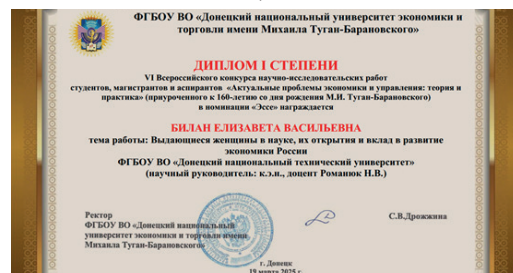 ФГБОУ ВО «Донецкий национальный университет экономики и
торговли имени Михаила Туган-Барановского»
ДИПЛОМ I СТЕПЕНИ
VI Всероссийского конкурса научно-исследовательских работ
студентов, магистрантов и аспирантов «Актуальные проблемы экономики и управления: теория и
практика» (приуроченного к 160-летию со дня рождения М.И. Туган-Барановского)
в номинации «Эссе» награждается
БИЛАН ЕЛИЗАВЕТА ВАСИЛЬЕВНА
тема работы: Выдающиеся женщины в науке, их открытия и вклад в развитие
экономики России
ФГБОУ ВО «Донецкий национальный технический университет»
(научный руководитель: к.э.н., доцент Романюк Н.В.)
Ректор
ФГБОУ ВО «Донецкий национальный
университет экономики и торговли имени
Михаила Туган-Барановского»
С.В.Дрожжина
г. Донецк
19 марта 2025 г.